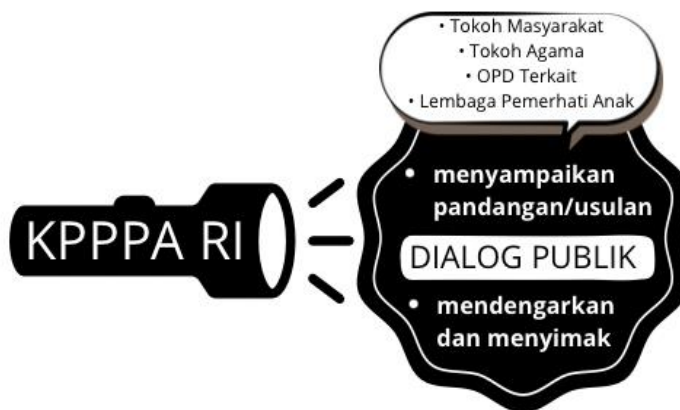 • Tokoh Masyarakat
• Tokoh Agama
• OPD Terkait
• Lembaga Pemerhati Anak
• menyampaikan
pandangan/usulan
KPPPA RI
DIALOG PUBLIK
• mendengarkan
dan menyimak